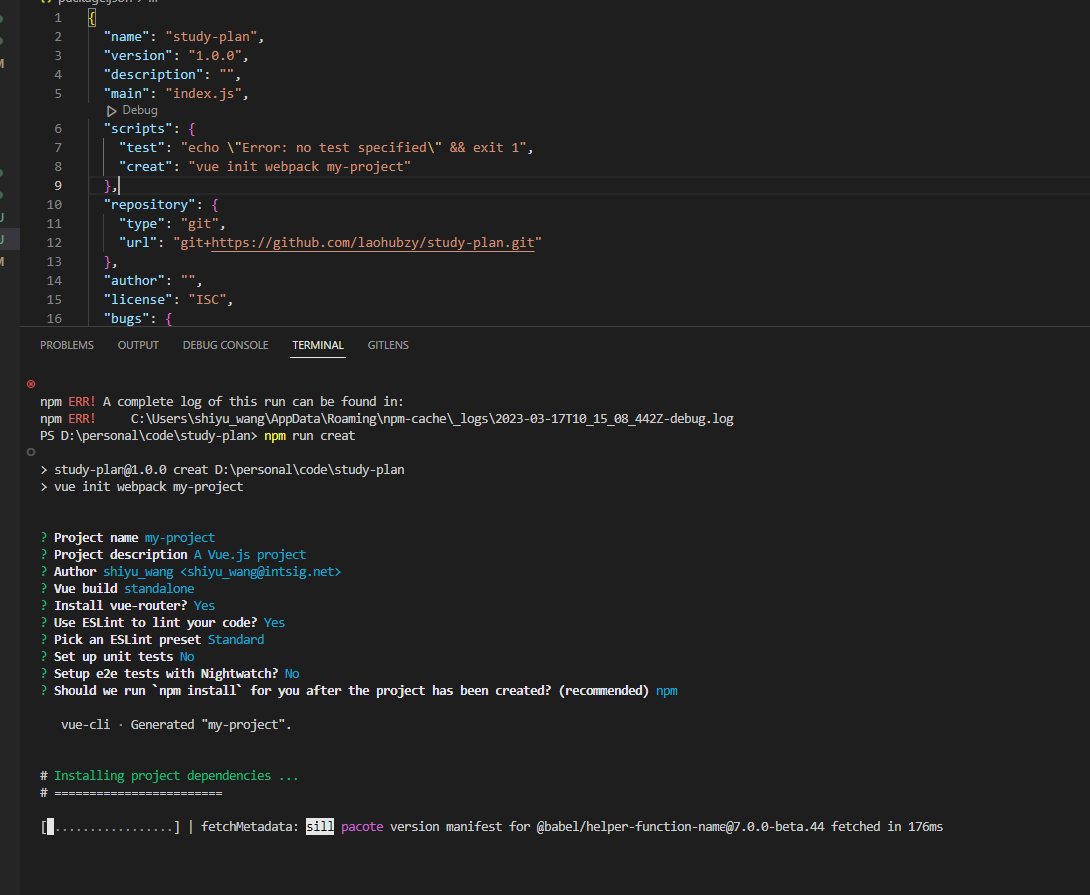 1 {
2 "name": "study-plan",
3 "version": "1.0.0",
4 "description": "",
5 "main": "index.js",
Debug
6 "scripts": {
7 "test": "echo \"Error: no test specified\" && exit 1",
8 "creat": "vue init webpack my-project"
9 },
10 "repository": {
11 "type": "git",
12 "url": "git+https://github.com/laohubzy/study-plan.git"
13 },
14 "author": "",
15 "license": "ISC",
16 "bugs": {
PROBLEMS OUTPUT DEBUG CONSOLE TERMINAL GITLENS
npm ERR! A complete log of this run can be found in:
npm ERR!     C:\Users\shiyu_wang\AppData\Roaming\npm-cache\_logs\2023-03-17T10_15_08_442Z-debug.log
PS D:\personal\code\study-plan> npm run creat
> study-plan@1.0.0 creat D:\personal\code\study-plan
> vue init webpack my-project
? Project name my-project
? Project description A Vue.js project
? Author shiyu_wang <shiyu_wang@intsig.net>
? Vue build standalone
? Install vue-router? Yes
? Use ESLint to lint your code? Yes
? Pick an ESLint preset Standard
? Set up unit tests No
? Setup e2e tests with Nightwatch? No
? Should we run `npm install` for you after the project has been created? (recommended) npm
vue-cli · Generated "my-project".
# Installing project dependencies ...
# ========================
[.................] | fetchMetadata: sill pacote version manifest for @babel/helper-function-name@7.0.0-beta.44 fetched in 176ms